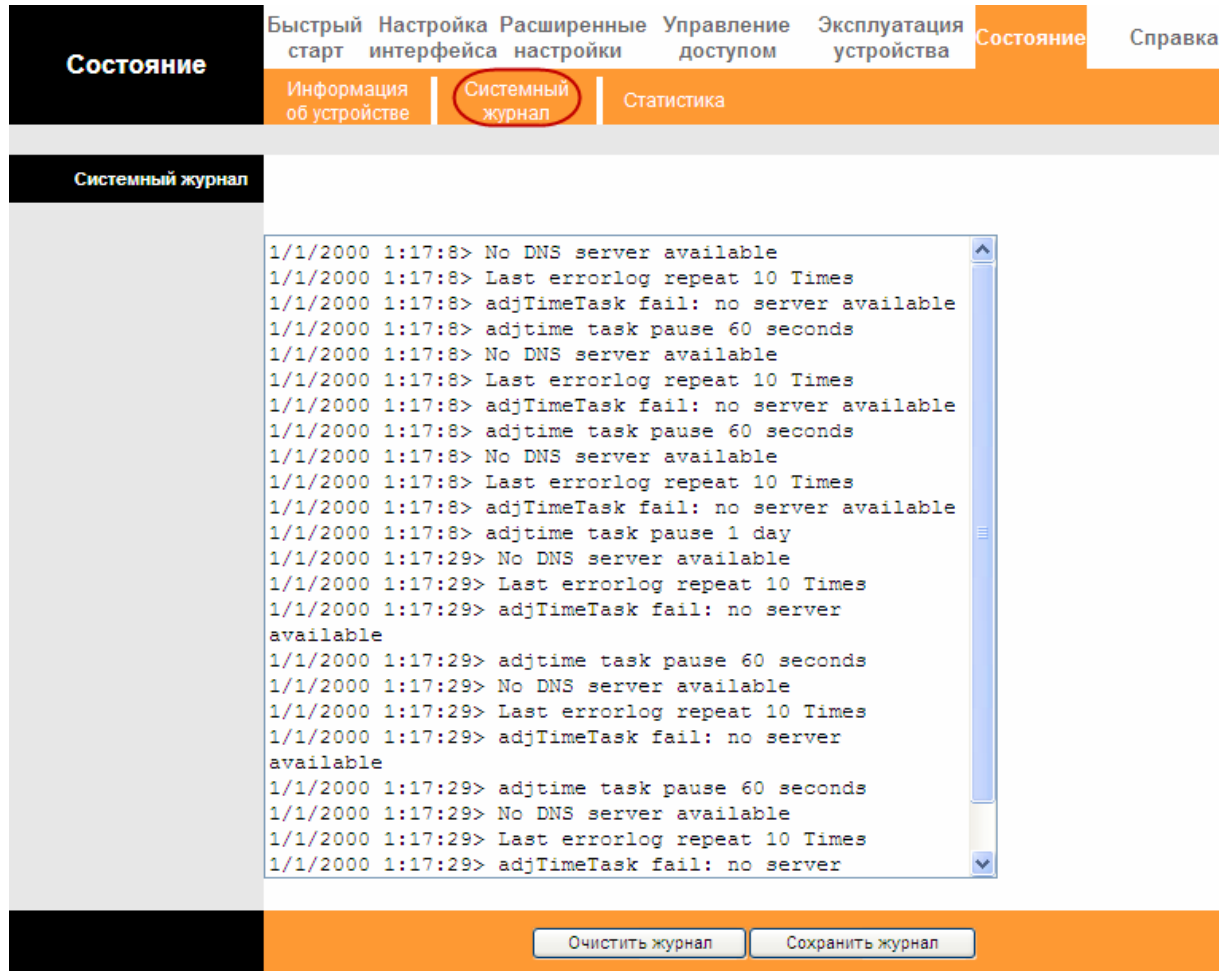 Состояние
Быстрый старт
Настройка интерфейса
Расширенные настройки
Управление доступом
Эксплуатация устройства
Состояние
Справка
Информация об устройстве
Системный журнал
Статистика
Системный журнал
1/1/2000 1:17:8> No DNS server available
1/1/2000 1:17:8> Last errorlog repeat 10 Times
1/1/2000 1:17:8> adjTimeTask fail: no server available
1/1/2000 1:17:8> adjtime task pause 60 seconds
1/1/2000 1:17:8> No DNS server available
1/1/2000 1:17:8> Last errorlog repeat 10 Times
1/1/2000 1:17:8> adjTimeTask fail: no server available
1/1/2000 1:17:8> adjtime task pause 60 seconds
1/1/2000 1:17:8> No DNS server available
1/1/2000 1:17:8> Last errorlog repeat 10 Times
1/1/2000 1:17:8> adjTimeTask fail: no server available
1/1/2000 1:17:8> adjtime task pause 1 day
1/1/2000 1:17:29> No DNS server available
1/1/2000 1:17:29> Last errorlog repeat 10 Times
1/1/2000 1:17:29> adjTimeTask fail: no server
available
1/1/2000 1:17:29> adjtime task pause 60 seconds
1/1/2000 1:17:29> No DNS server available
1/1/2000 1:17:29> Last errorlog repeat 10 Times
1/1/2000 1:17:29> adjTimeTask fail: no server
available
1/1/2000 1:17:29> adjtime task pause 60 seconds
1/1/2000 1:17:29> No DNS server available
1/1/2000 1:17:29> Last errorlog repeat 10 Times
1/1/2000 1:17:29> adjTimeTask fail: no server
Очистить журнал
Сохранить журнал